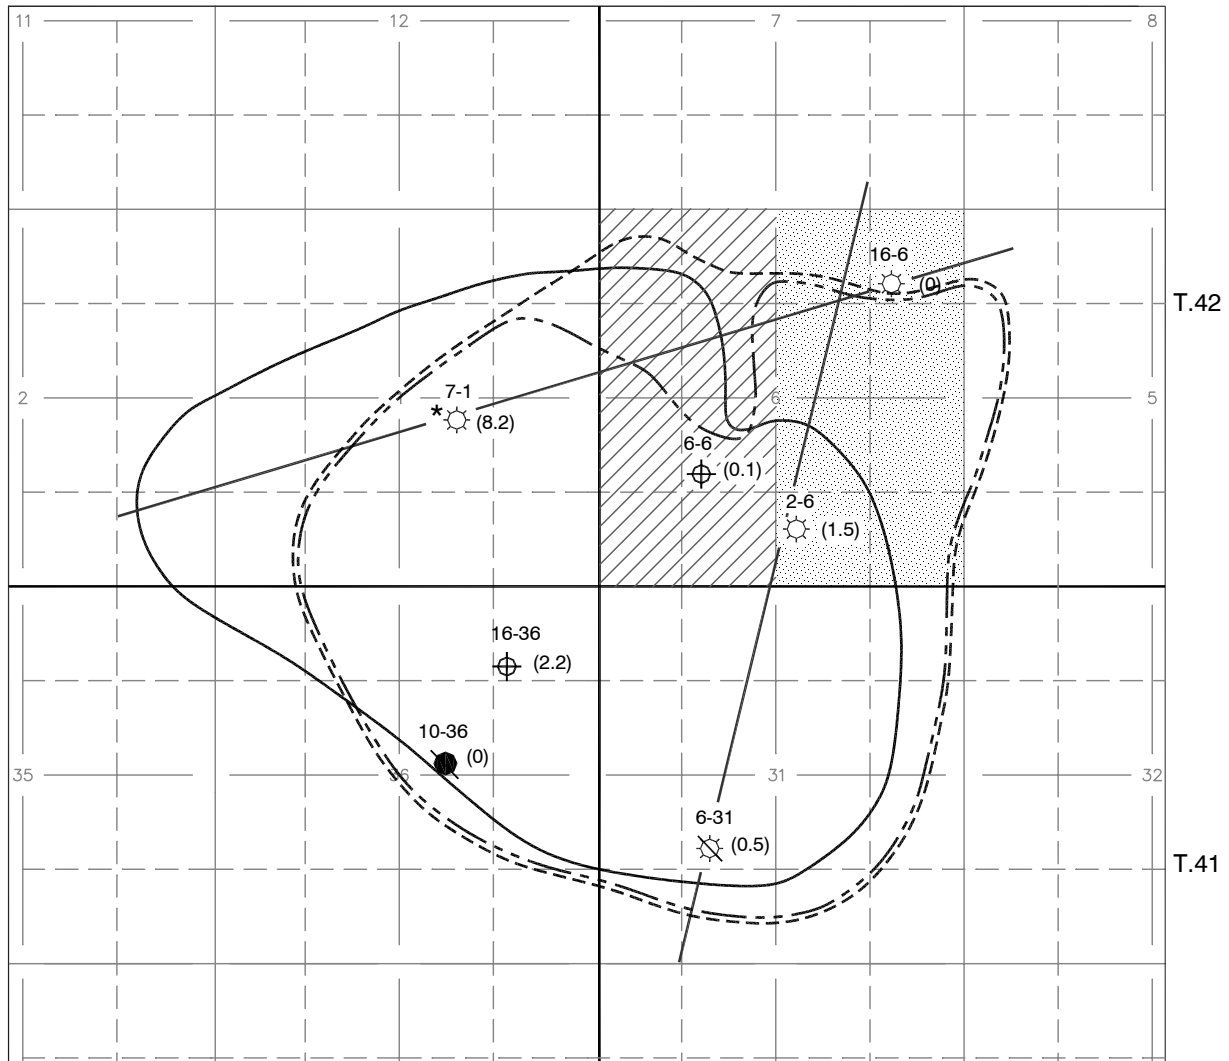 11 12 7 8
16-6
(0)
T.42
2 7-1 6 5
* (8.2)
6-6
(0.1)
2-6
(1.5)
16-36
(2.2)
10-36
(0)
35 36 31 32
6-31
(0.5)
T.41